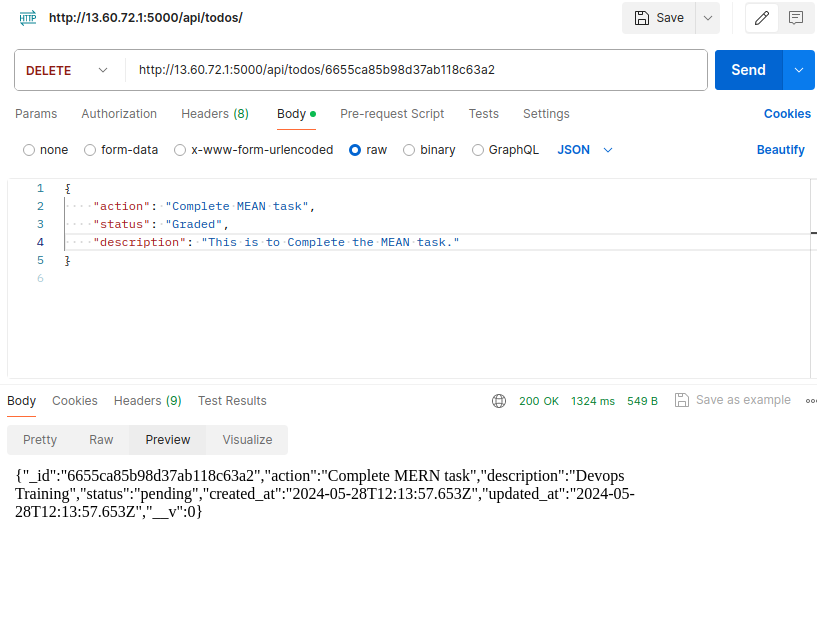 HTTP http://13.60.72.1:5000/api/todos/ Save
DELETE http://13.60.72.1:5000/api/todos/6655ca85b98d37ab118c63a2 Send
Params Authorization Headers (8) Body Pre-request Script Tests Settings Cookies
none form-data x-www-form-urlencoded raw binary GraphQL JSON Beautify
1 {
2 "action": "Complete MEAN task",
3 "status": "Graded",
4 "description": "This is to Complete the MEAN task."
5 }
6
Body Cookies Headers (9) Test Results 200 OK 1324 ms 549 B Save as example
Pretty Raw Preview Visualize
{"_id":"6655ca85b98d37ab118c63a2","action":"Complete MERN task","description":"Devops
Training","status":"pending","created_at":"2024-05-28T12:13:57.653Z","updated_at":"2024-05-
28T12:13:57.653Z","__v":0}